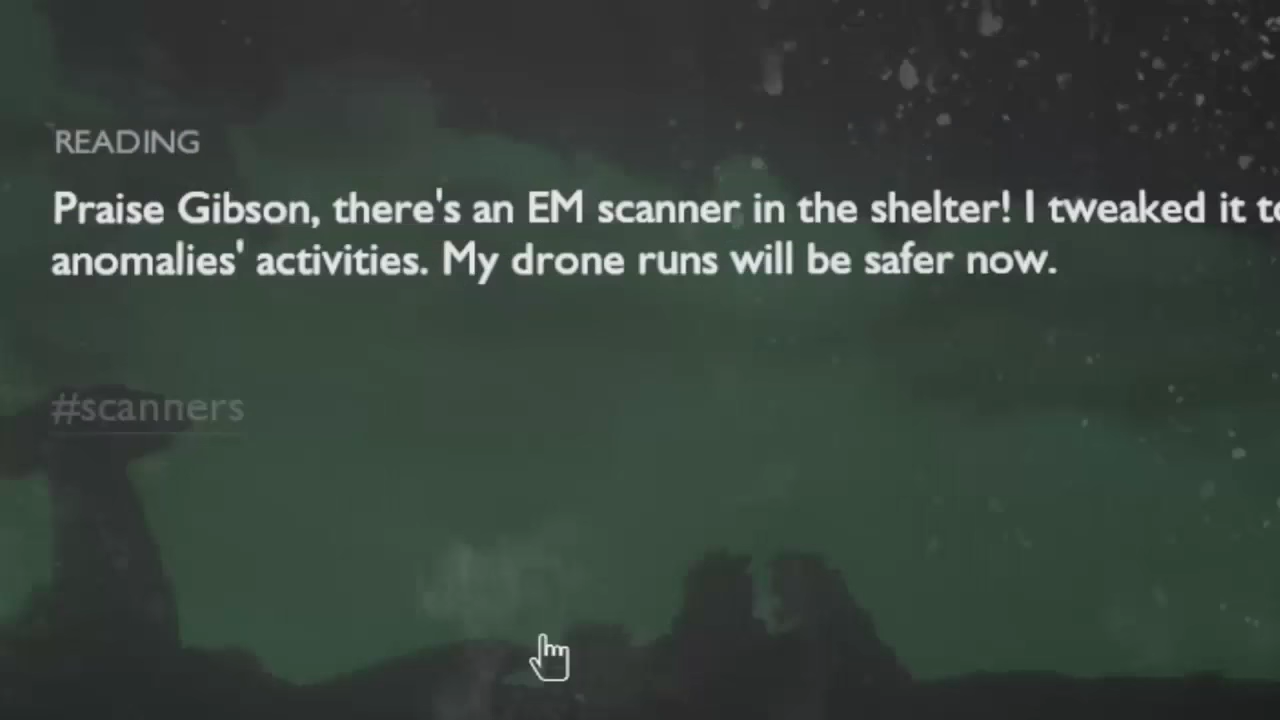 READING
Praise Gibson, there's an EM scanner in the shelter! I tweaked it
anomalies' activities. My drone runs will be safer now.
#scanners